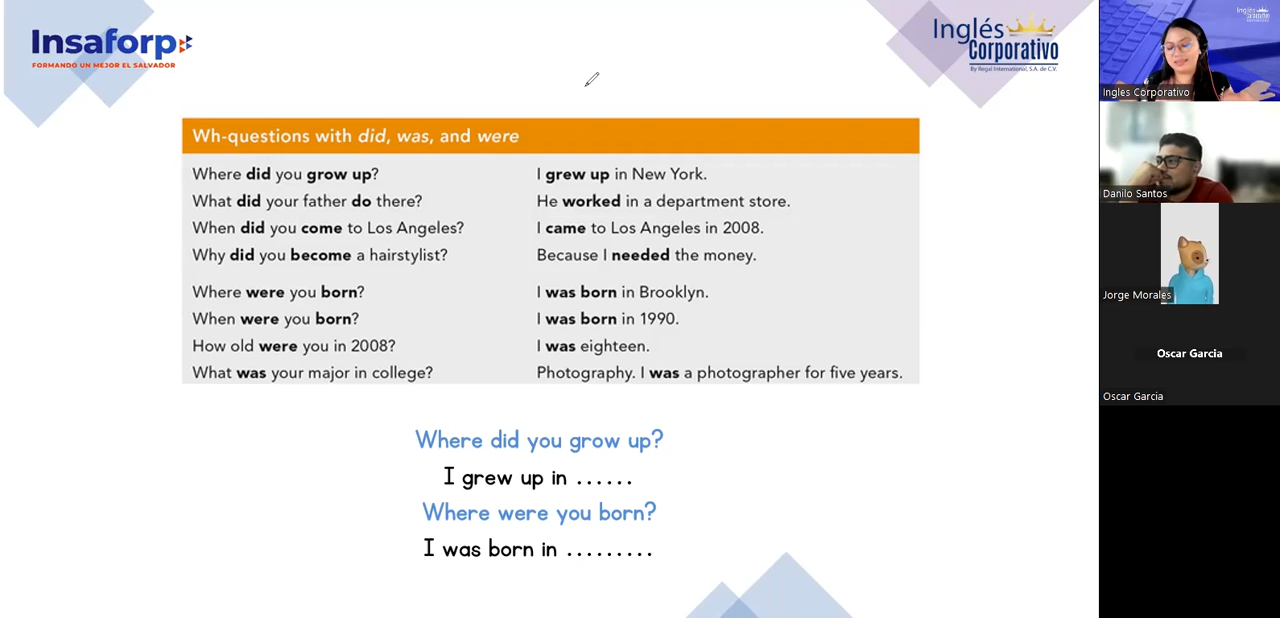 Insaforp
FORMANDO UN MEJOR EL SALVADOR
Inglés
Corporativo
By Regal International, S.A. de C.V.
Wh-questions with did, was, and were
Where did you grow up? I grew up in New York.
What did your father do there? He worked in a department store.
When did you come to Los Angeles? I came to Los Angeles in 2008.
Why did you become a hairstylist? Because I needed the money.
Where were you born? I was born in Brooklyn.
When were you born? I was born in 1990.
How old were you in 2008? I was eighteen.
What was your major in college? Photography. I was a photographer for five years.
Where did you grow up?
I grew up in ......
Where were you born?
I was born in .........
Inglés
Ingles Corporativo
Danilo Santos
Jorge Morales
Oscar Garcia
Oscar Garcia